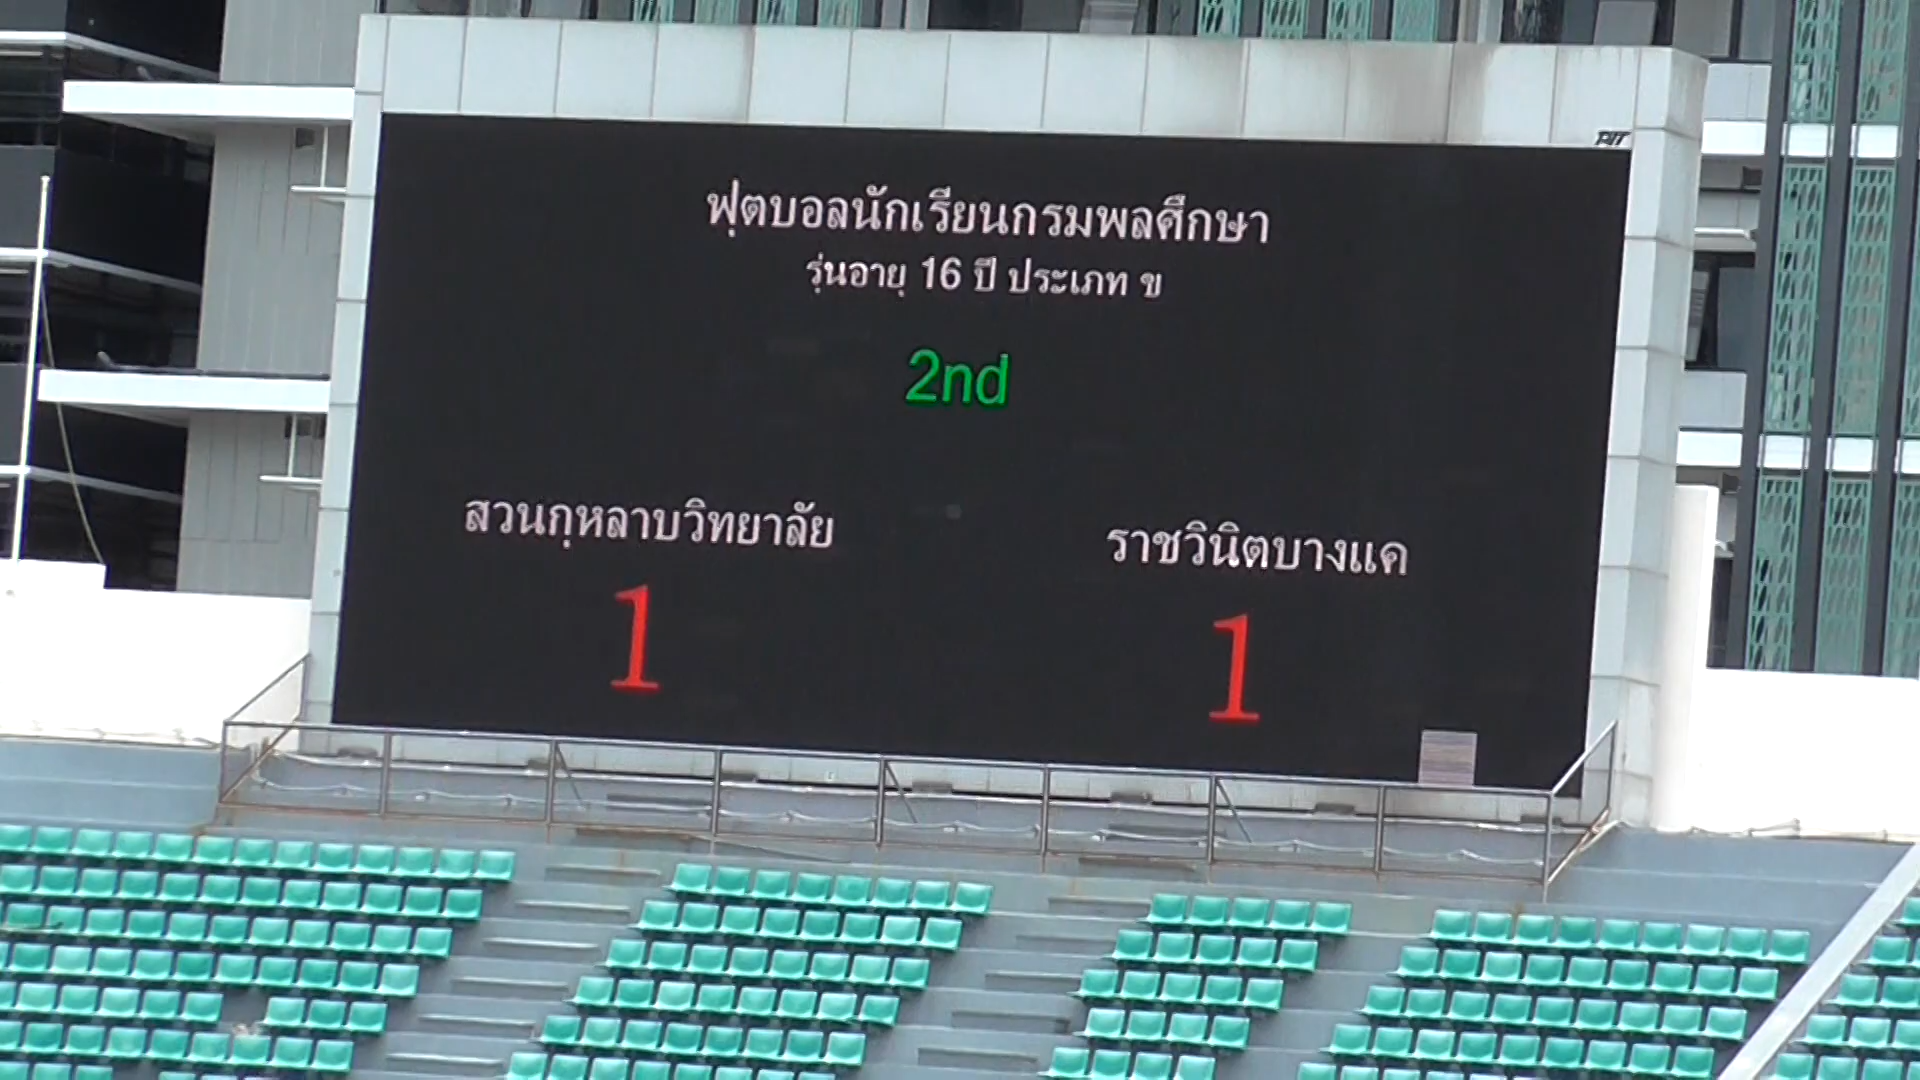 ฟุตบอลนักเรียนกรมพลศึกษา
รุ่นอายุ 16 ปี ประเภท ข
2nd
สวนกุหลาบวิทยาลัย ราชวินิตบางแค
1 1